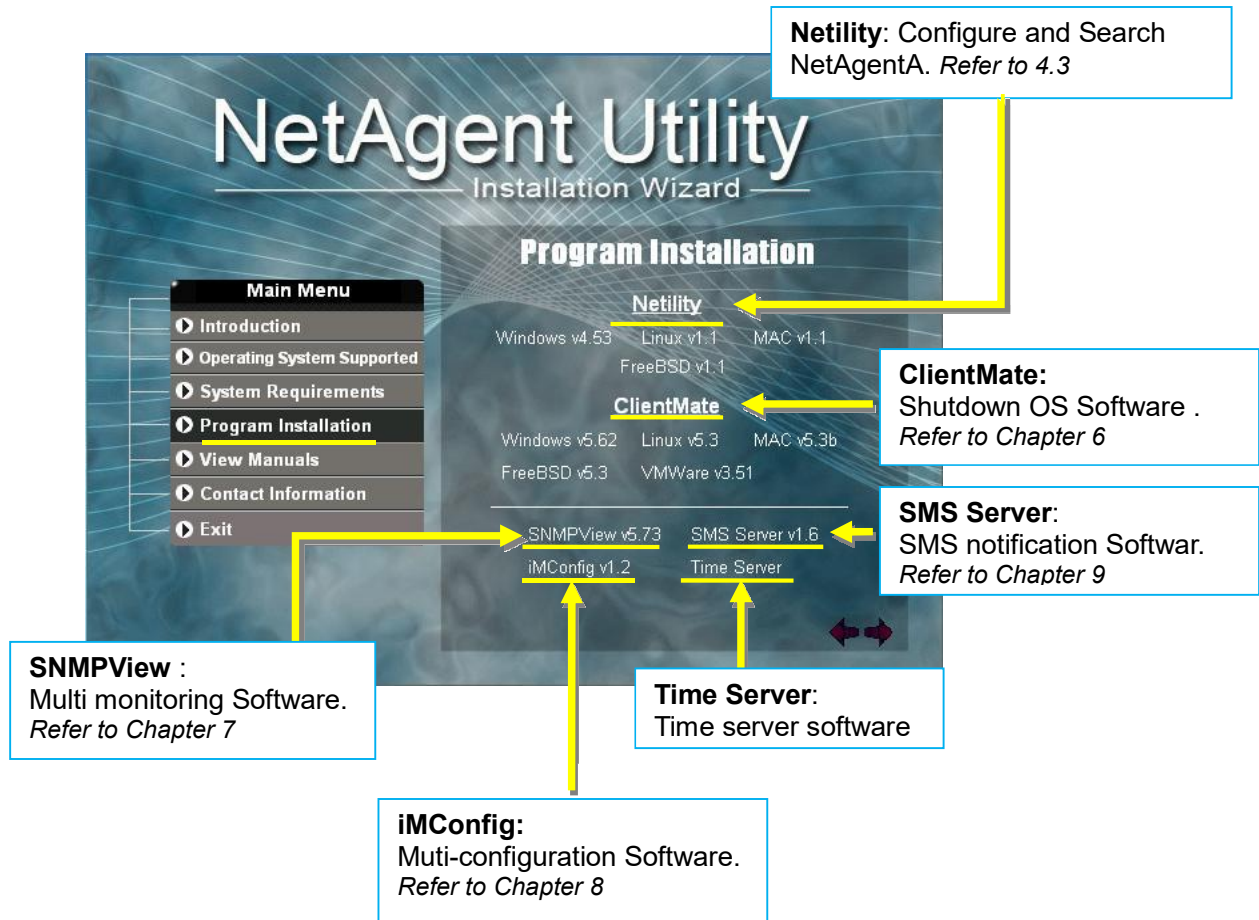 Netility: Configure and Search
NetAgentA. Refer to 4.3
NetAgent Utility
Installation Wizard
Program Installation
Main Menu
Introduction
Operating System Supported
System Requirements
Program Installation
View Manuals
Contact Information
Exit
Netility
Windows v4.53 Linux v1.1 MAC v1.1
FreeBSD v1.1
ClientMate
Windows v5.62 Linux v5.3 MAC v5.3b
FreeBSD v5.3 VMWare v3.51
SNMPView v5.73 SMS Server v1.6
iMConfig v1.2 Time Server
ClientMate:
Shutdown OS Software .
Refer to Chapter 6
SMS Server:
SMS notification Softwar.
Refer to Chapter 9
SNMPView :
Multi monitoring Software.
Refer to Chapter 7
Time Server:
Time server software
iMConfig:
Muti-configuration Software.
Refer to Chapter 8